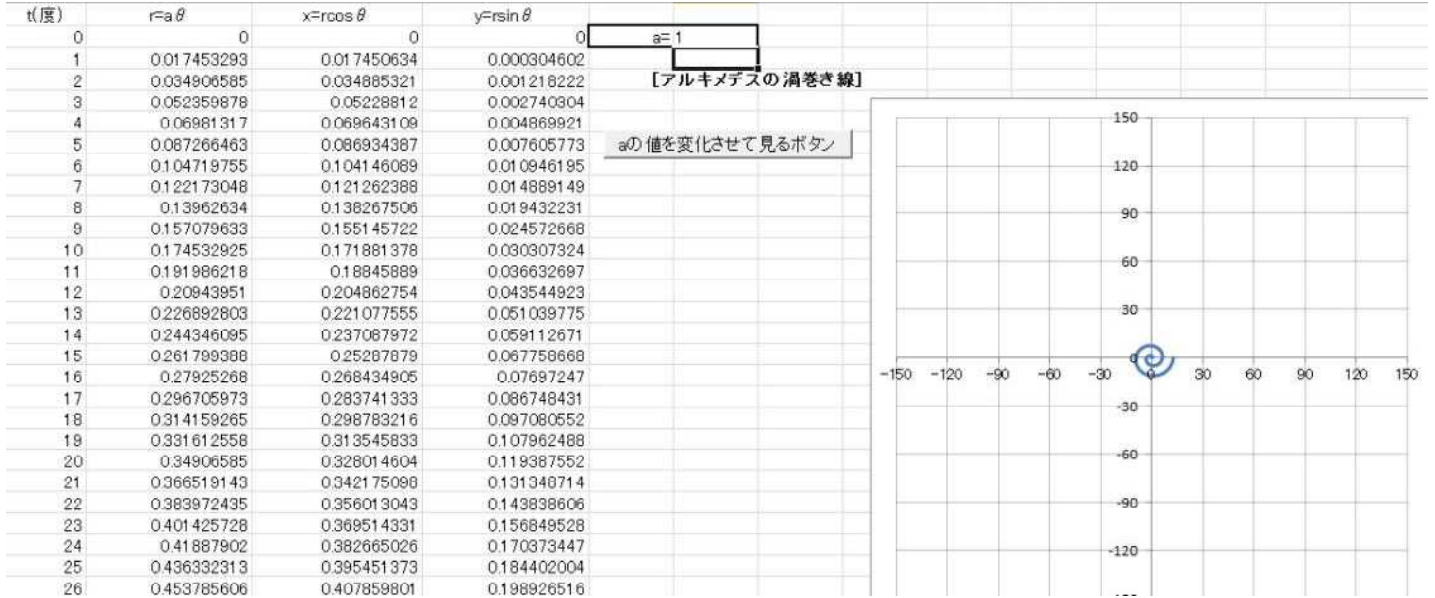 t(度) r=aθ x=rcosθ y=rsinθ
0 0 0 0 a= 1
1 0.017453293 0.017450634 0.000304602
2 0.034906585 0.034885321 0.001218222 [アルキメデスの渦巻き線]
3 0.052359878 0.05228812 0.002740304
4 0.06981317 0.069643109 0.004869921
5 0.087266463 0.086934387 0.007605773 aの値を変化させて見るボタン
6 0.104719755 0.104146089 0.010946195
7 0.122173048 0.121262388 0.014889149
8 0.13962634 0.138267506 0.019432231
9 0.157079633 0.155145722 0.024572668
10 0.174532925 0.171881378 0.030307324
11 0.191986218 0.18845889 0.036632697
12 0.20943951 0.204862754 0.043544923
13 0.226892803 0.221077555 0.051039775
14 0.244346095 0.237087972 0.059112671
15 0.261799388 0.25287879 0.067758668
16 0.27925268 0.268434905 0.07697247
17 0.296705973 0.283741333 0.086748431
18 0.314159265 0.298783216 0.097080552
19 0.331612558 0.313545833 0.107962488
20 0.34906585 0.328014604 0.119387552
21 0.366519143 0.342175098 0.131348714
22 0.383972435 0.356013043 0.143838606
23 0.401425728 0.369514331 0.156849528
24 0.41887902 0.382665026 0.170373447
25 0.436332313 0.395451373 0.184402004
26 0.453785606 0.407859801 0.198926516
150
120
90
60
30
0
-150 -120 -90 -60 -30 0 30 60 90 120 150
-30
-60
-90
-120